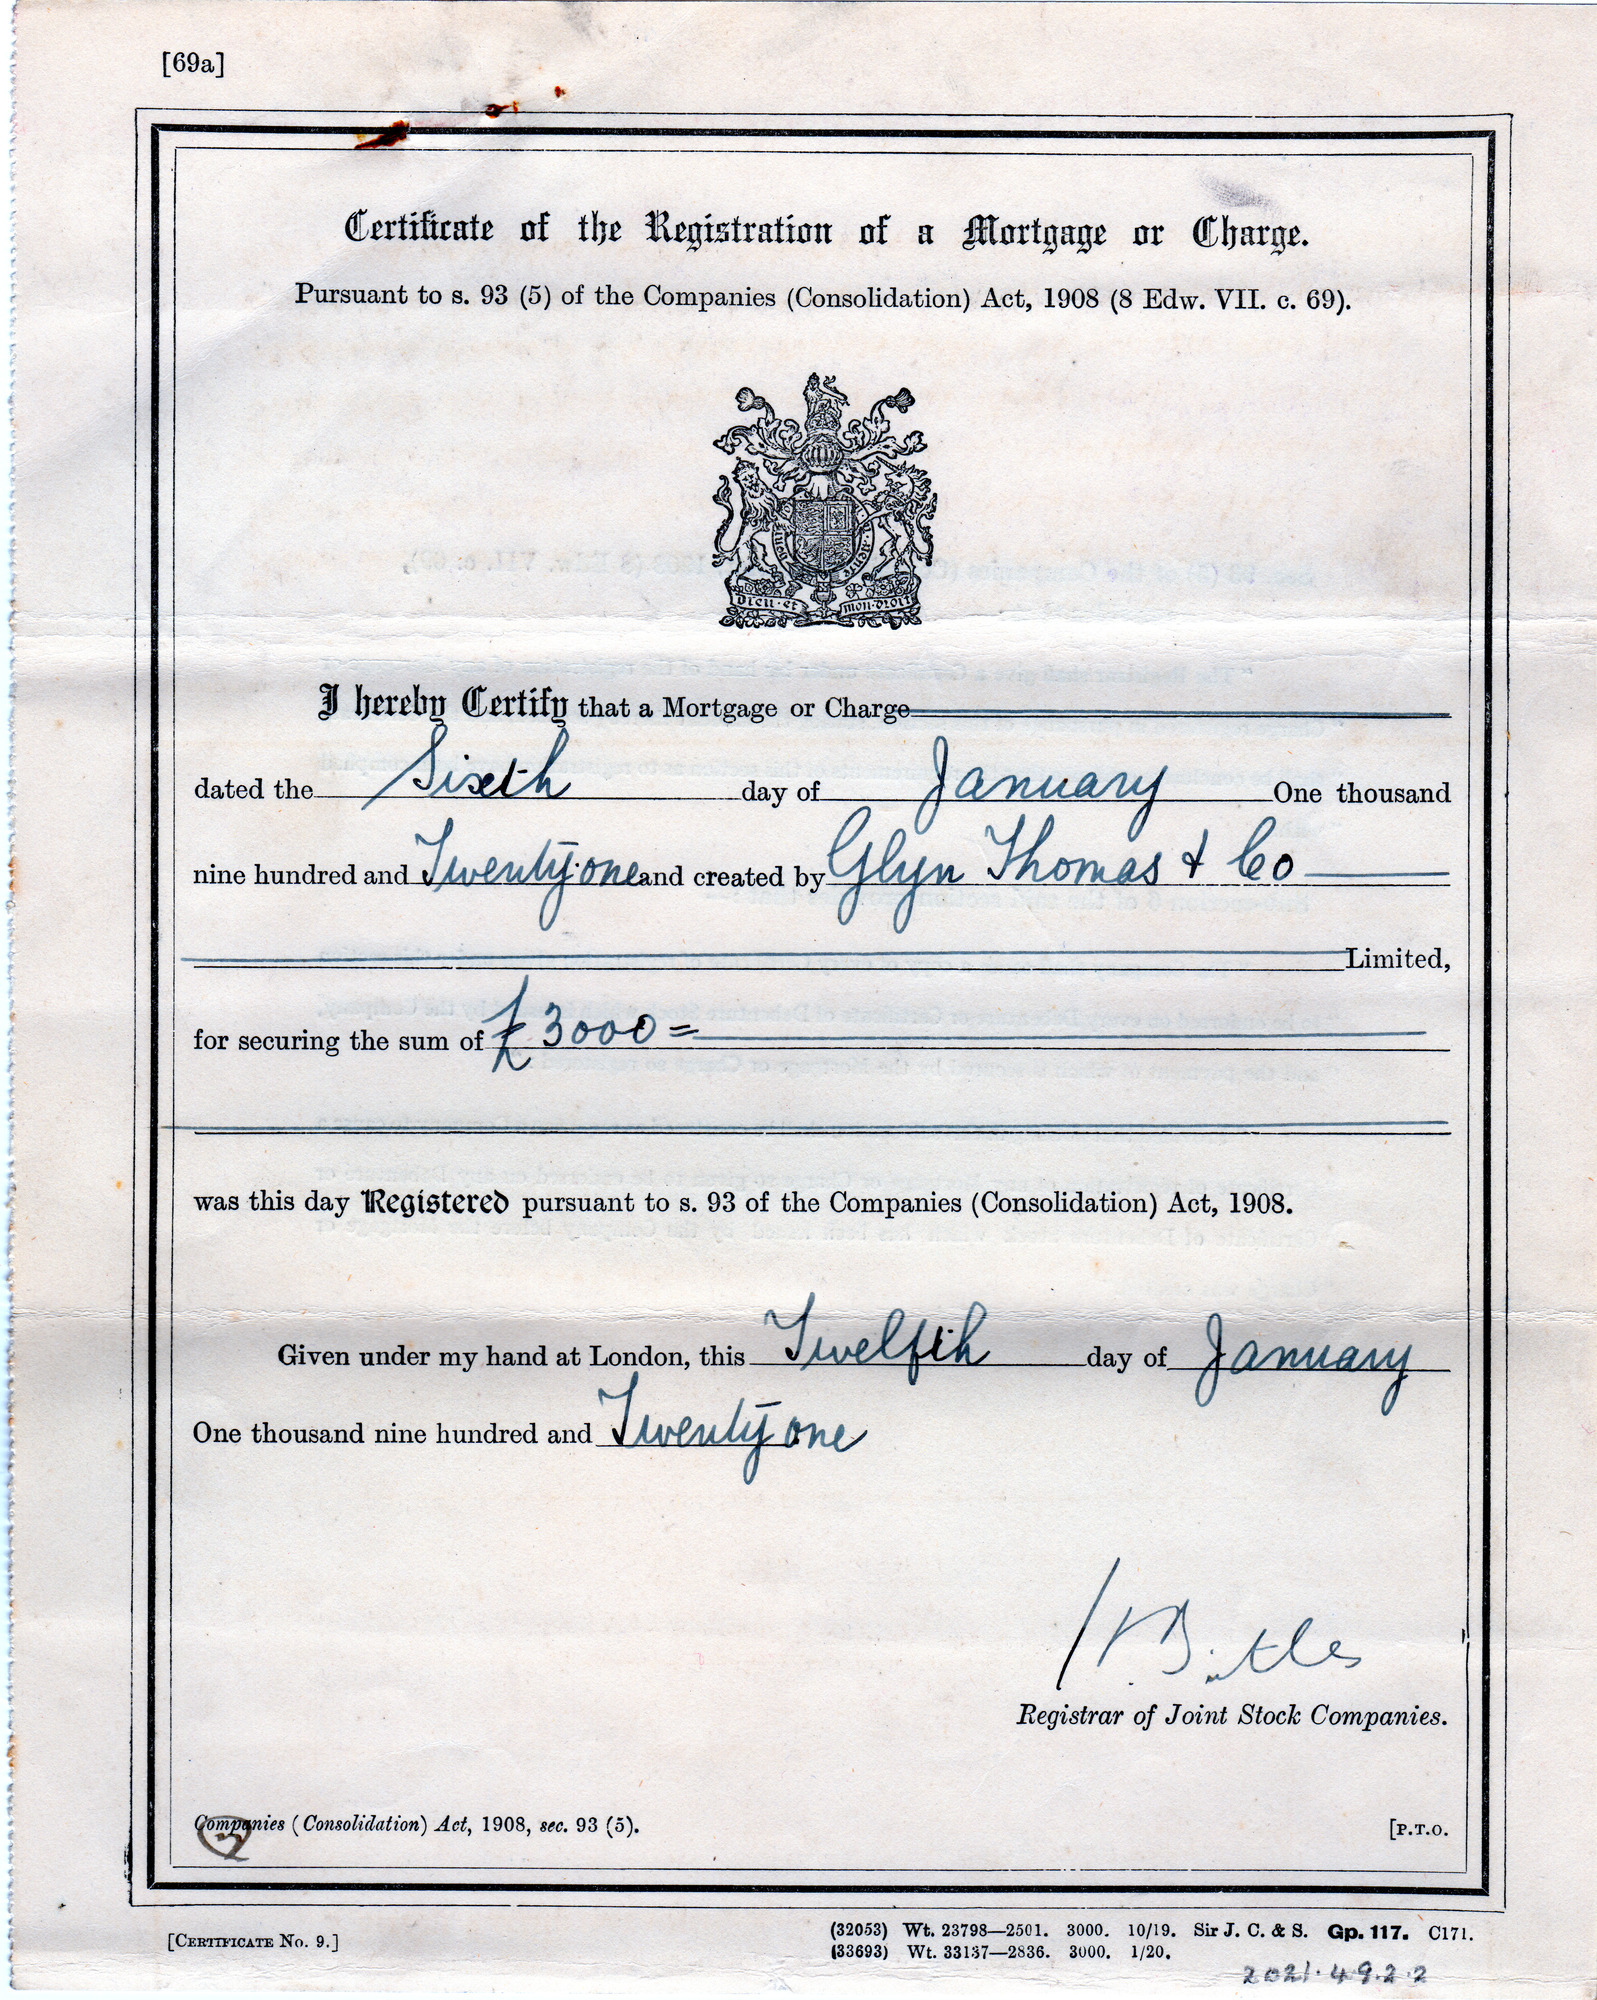 [69a]
Certificate of the Registration of a Mortgage or Charge.
Pursuant to s. 93 (5) of the Companies (Consolidation) Act, 1908 (8 Edw. VII. c. 69).
Dieu et mon Droit
I hereby Certify that a Mortgage or Charge
dated the Sixth day of January One thousand
nine hundred and Twenty one and created by Glyn Thomas & Co
Limited,
for securing the sum of £3000=
was this day Registered pursuant to s. 93 of the Companies (Consolidation) Act, 1908.
Given under my hand at London, this Twelfth day of January
One thousand nine hundred and Twenty one
Registrar of Joint Stock Companies.
Companies (Consolidation) Act, 1908, sec. 93 (5).
[P.T.O.
[CERTIFICATE No. 9.]
(32053) Wt. 23798—2501. 3000. 10/19. Sir J. C. & S. Gp. 117. C171.
(33693) Wt. 33137—2836. 3000. 1/20.
2021.49.2.2